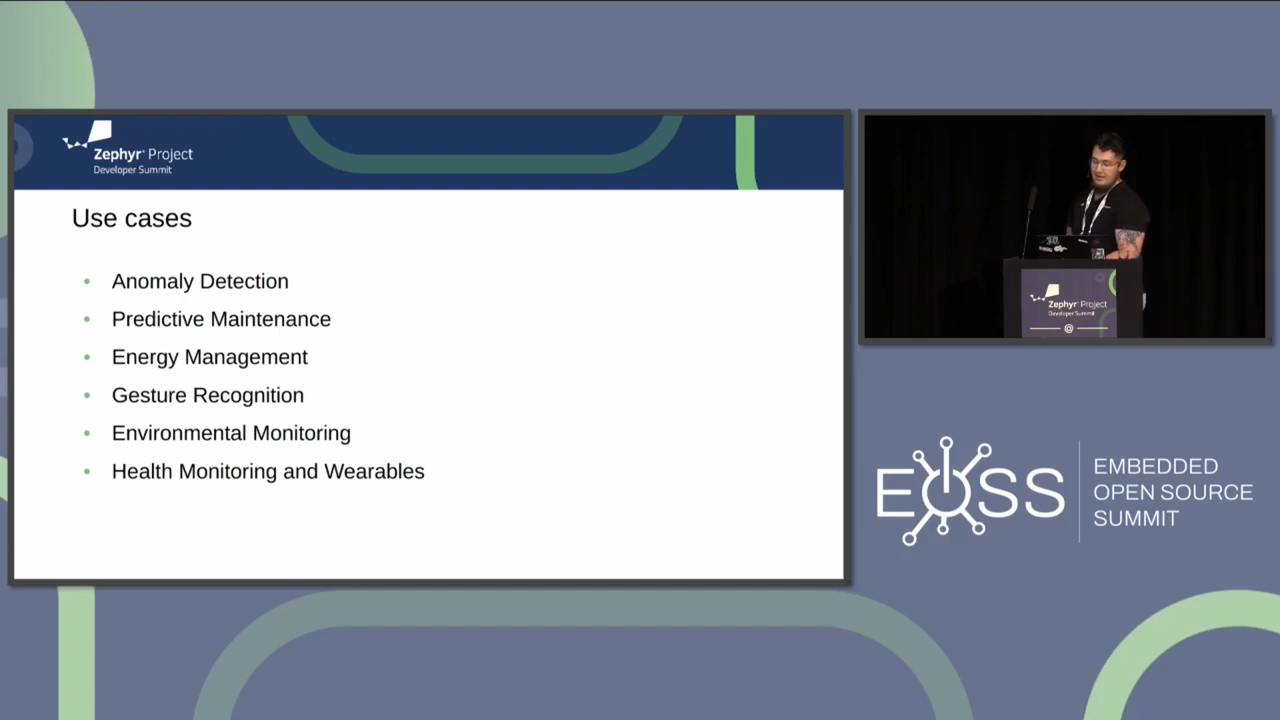 Zephyr® Project
Developer Summit
Use cases
• Anomaly Detection
• Predictive Maintenance
• Energy Management
• Gesture Recognition
• Environmental Monitoring
• Health Monitoring and Wearables
Zephyr® Project
Developer Summit
@
EOSS
EMBEDDED
OPEN SOURCE
SUMMIT